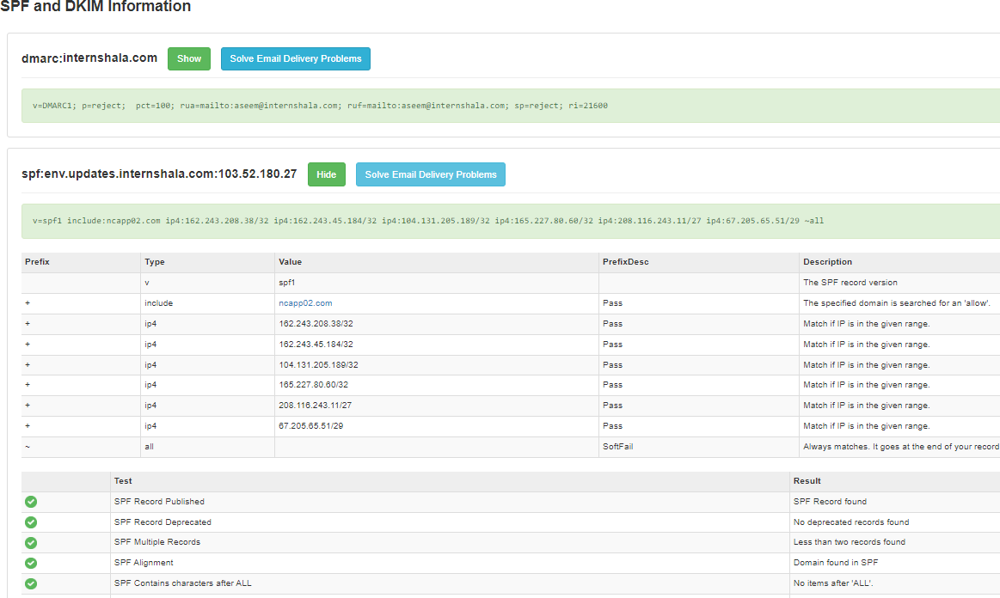 SPF and DKIM Information
dmarc:internshala.com Show Solve Email Delivery Problems
v=DMARC1; p=reject;  pct=100; rua=mailto:aseem@internshala.com; ruf=mailto:aseem@internshala.com; sp=reject; ri=21600
spf:env.updates.internshala.com:103.52.180.27 Hide Solve Email Delivery Problems
v=spf1 include:ncapp02.com ip4:162.243.208.38/32 ip4:162.243.45.184/32 ip4:104.131.205.189/32 ip4:165.227.80.60/32 ip4:208.116.243.11/27 ip4:67.205.65.51/29 ~all
Prefix Type Value PrefixDesc Description
v spf1 The SPF record version
+ include ncapp02.com Pass The specified domain is searched for an 'allow'.
+ ip4 162.243.208.38/32 Pass Match if IP is in the given range.
+ ip4 162.243.45.184/32 Pass Match if IP is in the given range.
+ ip4 104.131.205.189/32 Pass Match if IP is in the given range.
+ ip4 165.227.80.60/32 Pass Match if IP is in the given range.
+ ip4 208.116.243.11/27 Pass Match if IP is in the given range.
+ ip4 67.205.65.51/29 Pass Match if IP is in the given range.
~ all SoftFail Always matches. It goes at the end of your record
Test Result
SPF Record Published SPF Record found
SPF Record Deprecated No deprecated records found
SPF Multiple Records Less than two records found
SPF Alignment Domain found in SPF
SPF Contains characters after ALL No items after 'ALL'.